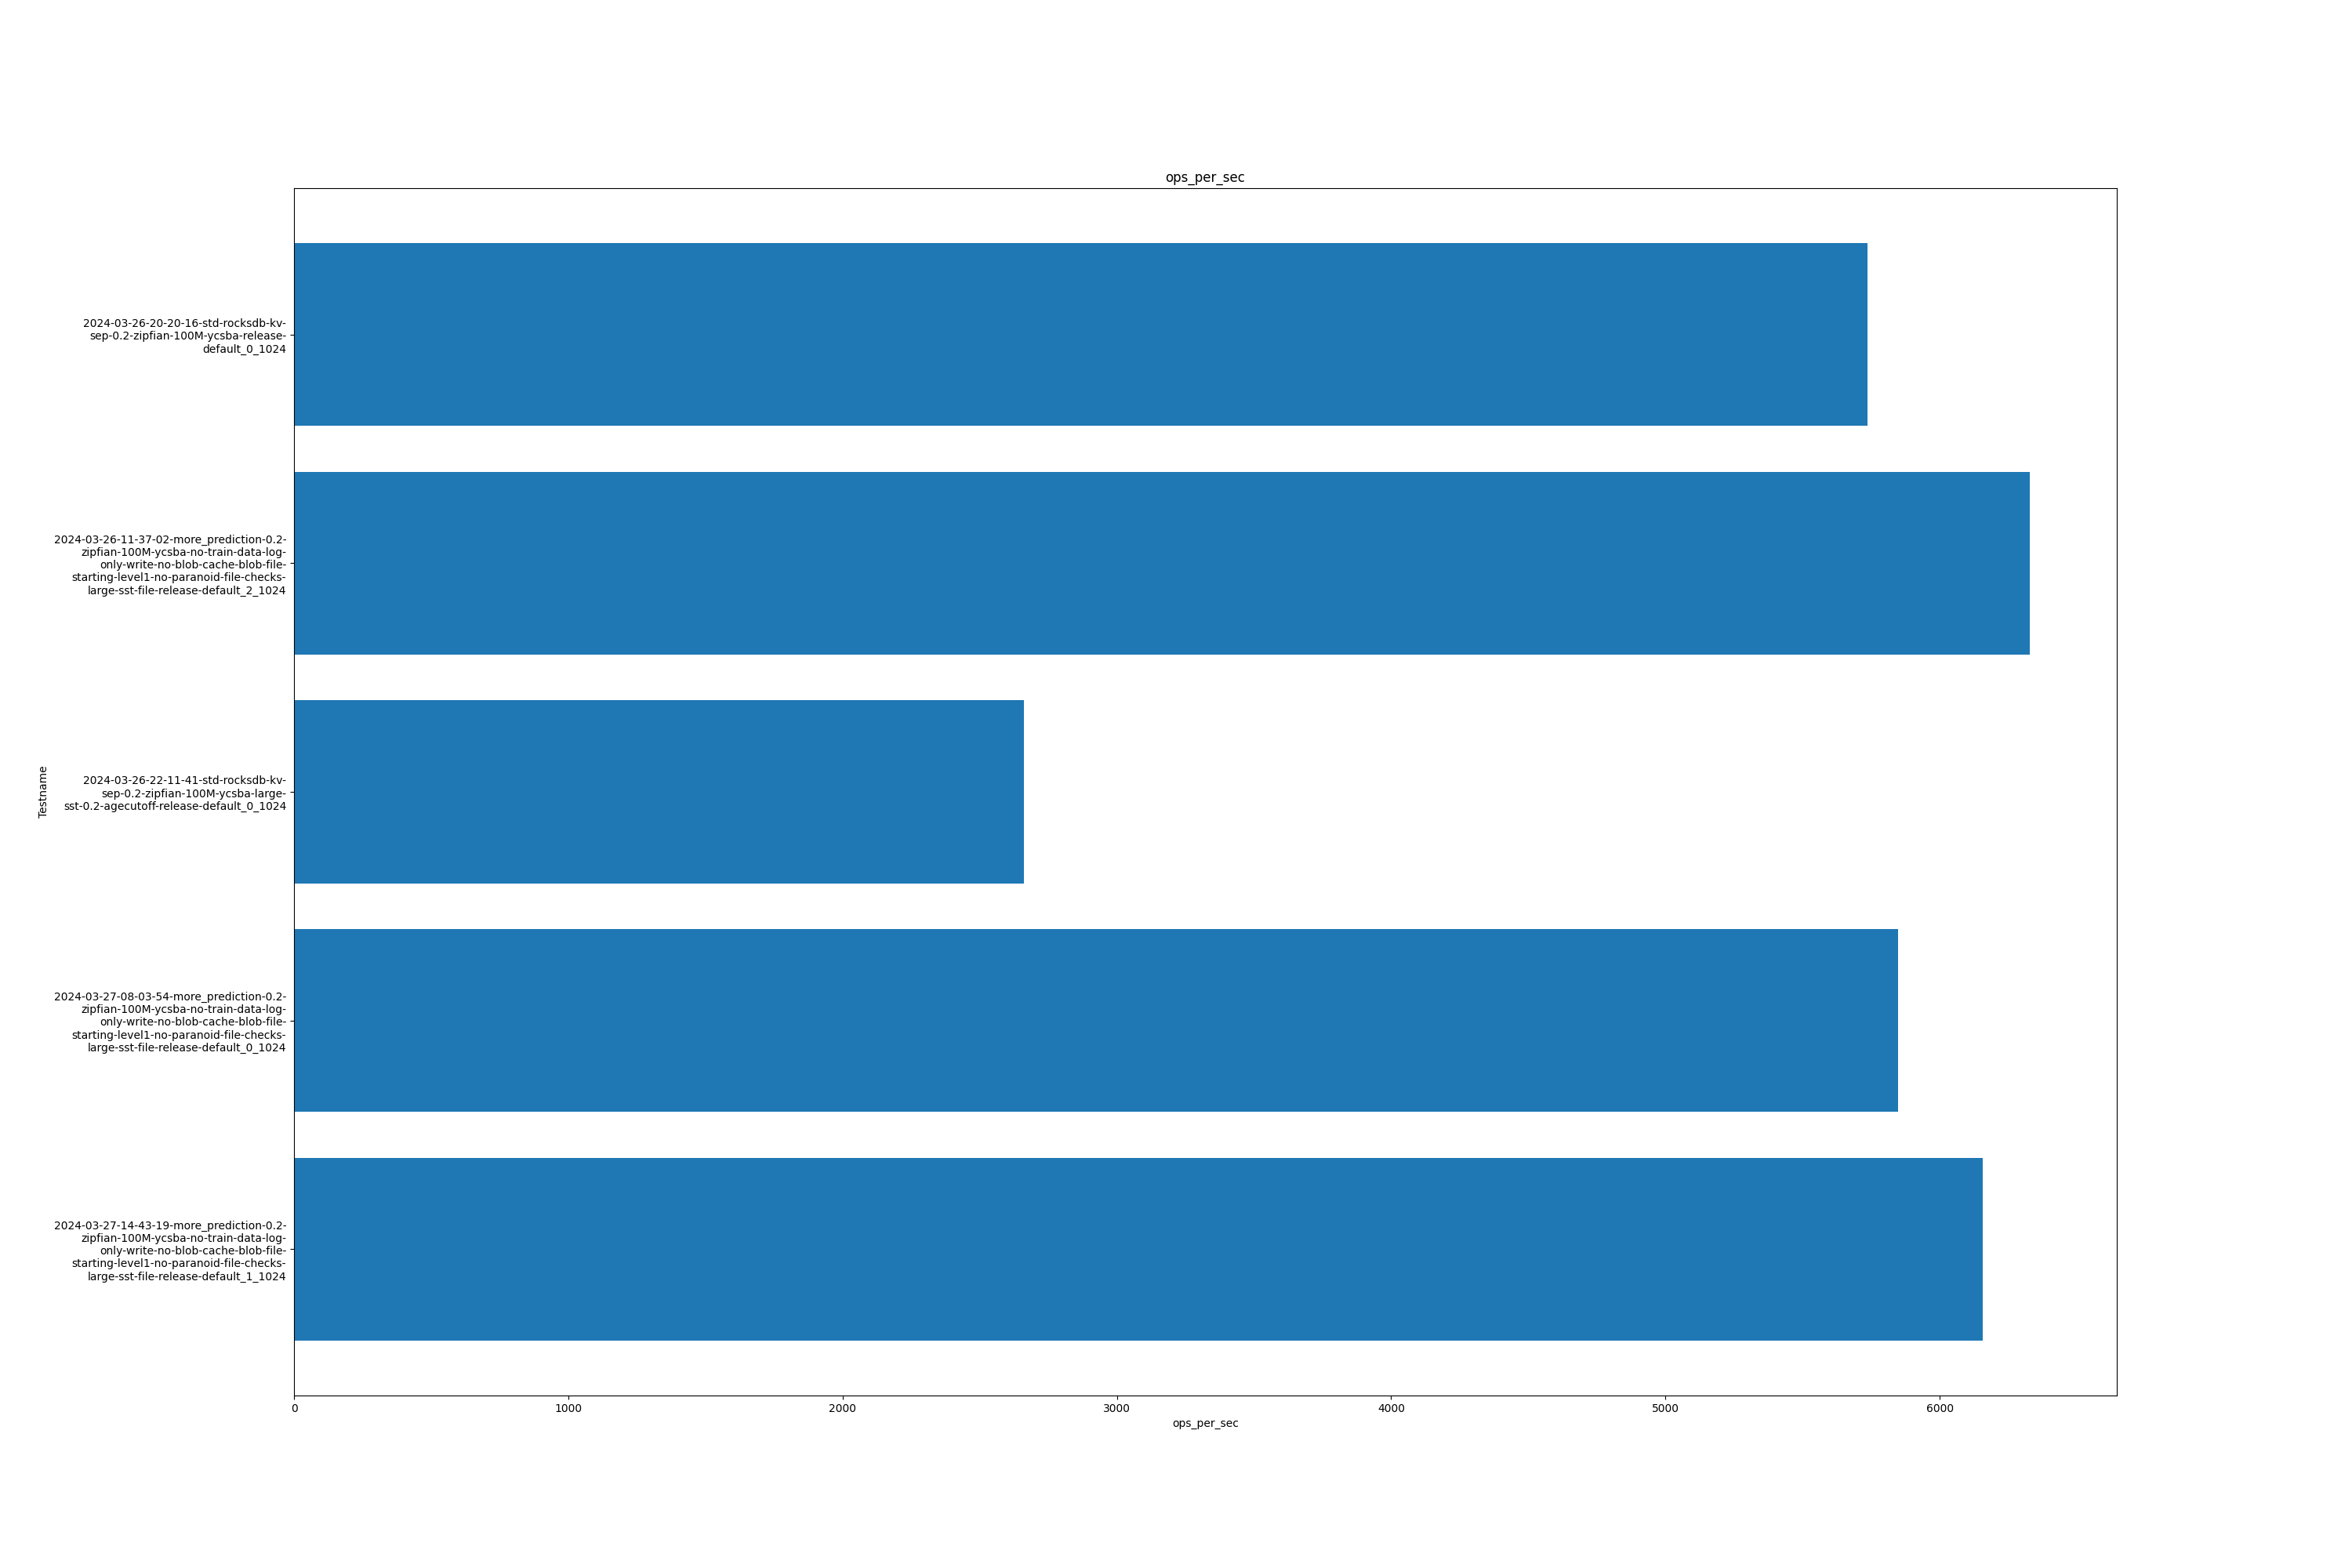 ops_per_sec
2024-03-26-20-20-16-std-rocksdb-kv-
sep-0.2-zipfian-100M-ycsba-release-
default_0_1024
2024-03-26-11-37-02-more_prediction-0.2-
zipfian-100M-ycsba-no-train-data-log-
only-write-no-blob-cache-blob-file-
starting-level1-no-paranoid-file-checks-
large-sst-file-release-default_2_1024
Testname
2024-03-26-22-11-41-std-rocksdb-kv-
sep-0.2-zipfian-100M-ycsba-large-
sst-0.2-agecutoff-release-default_0_1024
2024-03-27-08-03-54-more_prediction-0.2-
zipfian-100M-ycsba-no-train-data-log-
only-write-no-blob-cache-blob-file-
starting-level1-no-paranoid-file-checks-
large-sst-file-release-default_0_1024
2024-03-27-14-43-19-more_prediction-0.2-
zipfian-100M-ycsba-no-train-data-log-
only-write-no-blob-cache-blob-file-
starting-level1-no-paranoid-file-checks-
large-sst-file-release-default_1_1024
0 1000 2000 3000 4000 5000 6000
ops_per_sec